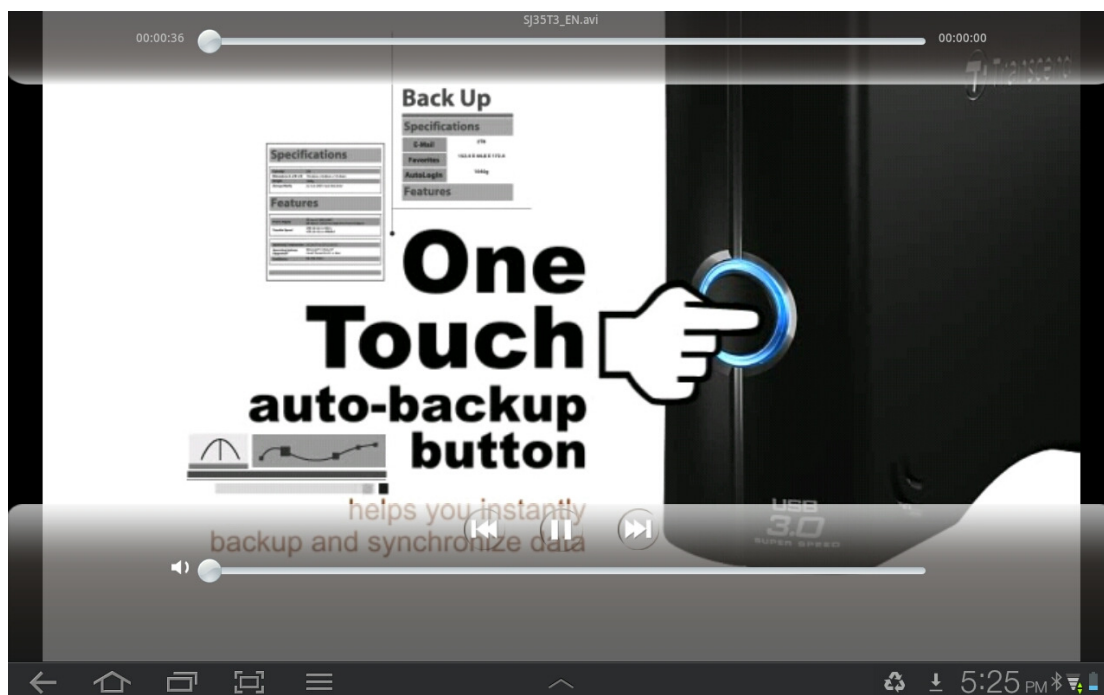 SJ35T3_EN.avi
00:00:36
00:00:00
Transcend
Back Up
Specifications
E-Mail
Favorites
AutoLogin
Features
Specifications
Features
One
Touch
auto-backup
button
helps you instantly
backup and synchronize data
USB
3.0
SUPER SPEED
5:25 PM